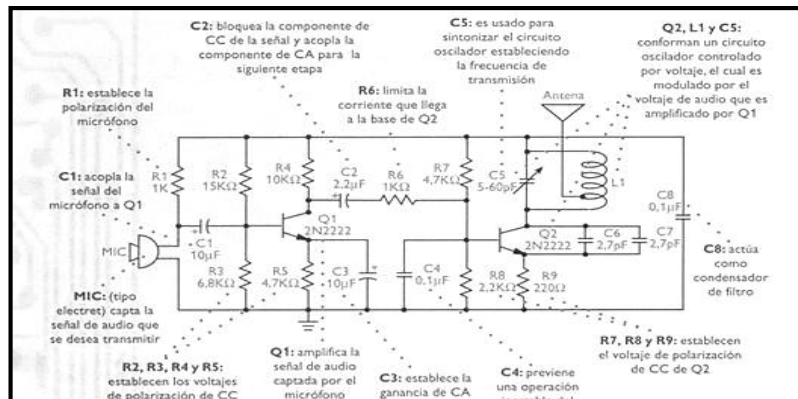 C2: bloquea la componente de
CC de la señal y acopla la
componente de CA para la
siguiente etapa
C5: es usado para
sintonizar el circuito
oscilador estableciendo
la frecuencia de
transmisión
Q2, L1 y C5:
conforman un circuito
oscilador controlado
por voltaje, el cual es
modulado por el
voltaje de audio que es
amplificado por Q1
R1: establece la
polarización del
micrófono
R6: limita la
corriente que llega
a la base de Q2
Antena
C1: acopla la
señal del
micrófono a Q1
R1
1K
R2
15KΩ
R4
10KΩ
C2
2,2µF
R6
1KΩ
R7
4,7KΩ
C5
5-60pF
L1
C8
0,1µF
MIC
C1
10µF
Q1
2N2222
Q2
2N2222
C6
2,7pF
C7
2,7pF
R3
6,8KΩ
R5
4,7KΩ
C3
10µF
C4
0,1µF
R8
2,2KΩ
R9
220Ω
C8: actúa
como
condensador
de filtro
MIC: (tipo
electret) capta la
señal de audio que
se desea transmitir
R2, R3, R4 y R5:
establecen los voltajes
de polarización de CC
Q1: amplifica la
señal de audio
captada por el
micrófono
C3: establece la
ganancia de CA
C4: previene
una operación
R7, R8 y R9: establecen
el voltaje de polarización
de CC de Q2